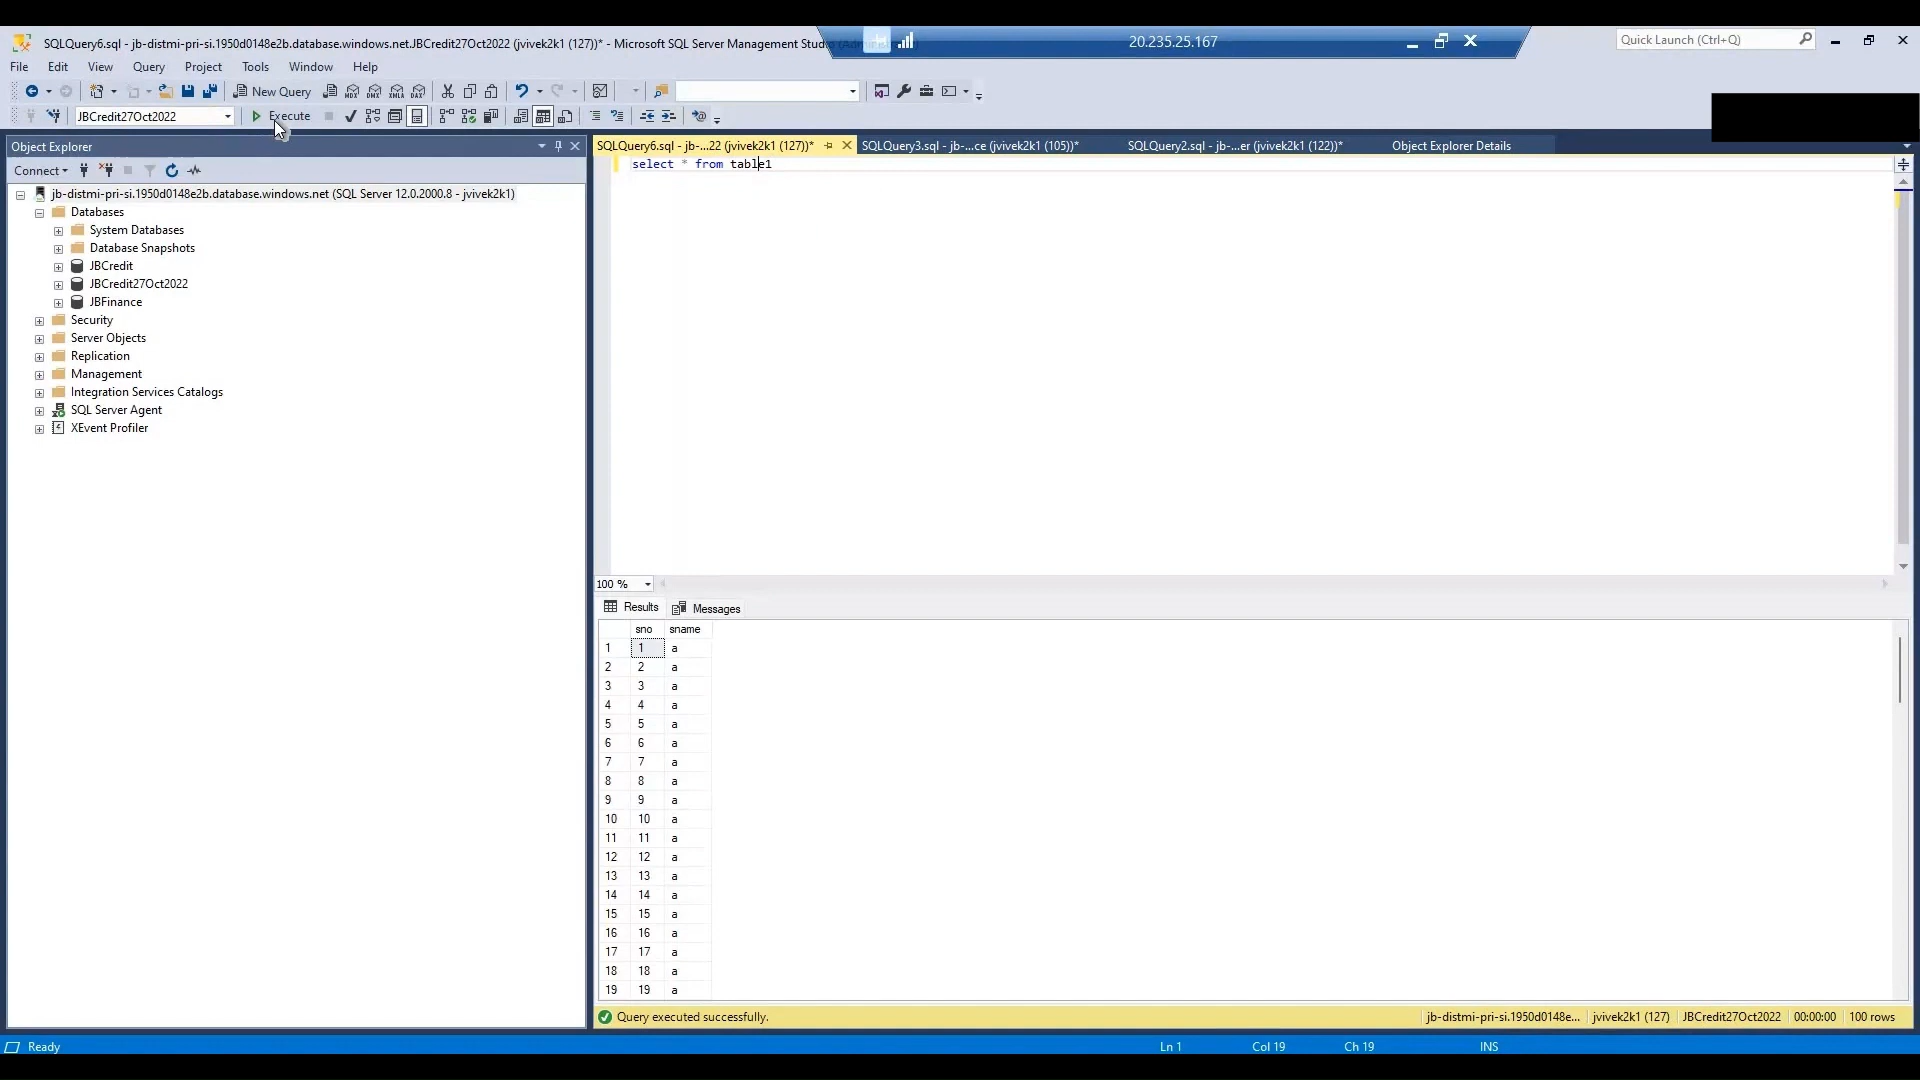 SQLQuery6.sql - jb-distmi-pri-si.1950d0148e2b.database.windows.net.JBCredit27Oct2022 (jvivek2k1 (127))* - Microsoft SQL Server Management Stud
20.235.25.167
Quick Launch (Ctrl+Q)
File Edit View Query Project Tools Window Help
New Query
JBCredit27Oct2022
Execute
Object Explorer
Connect
jb-distmi-pri-si.1950d0148e2b.database.windows.net (SQL Server 12.0.2000.8 - jvivek2k1)
Databases
System Databases
Database Snapshots
JBCredit
JBCredit27Oct2022
JBFinance
Security
Server Objects
Replication
Management
Integration Services Catalogs
SQL Server Agent
XEvent Profiler
SQLQuery6.sql - jb-...22 (jvivek2k1 (127))* SQLQuery3.sql - jb-...ce (jvivek2k1 (105))* SQLQuery2.sql - jb-...er (jvivek2k1 (122))* Object Explorer Details
select * from table1
100 %
Results Messages
sno sname
1 1 a
2 2 a
3 3 a
4 4 a
5 5 a
6 6 a
7 7 a
8 8 a
9 9 a
10 10 a
11 11 a
12 12 a
13 13 a
14 14 a
15 15 a
16 16 a
17 17 a
18 18 a
19 19 a
Query executed successfully.
jb-distmi-pri-si.1950d0148e... jvivek2k1 (127) JBCredit27Oct2022 00:00:00 100 rows
Ready
Ln 1 Col 19 Ch 19 INS